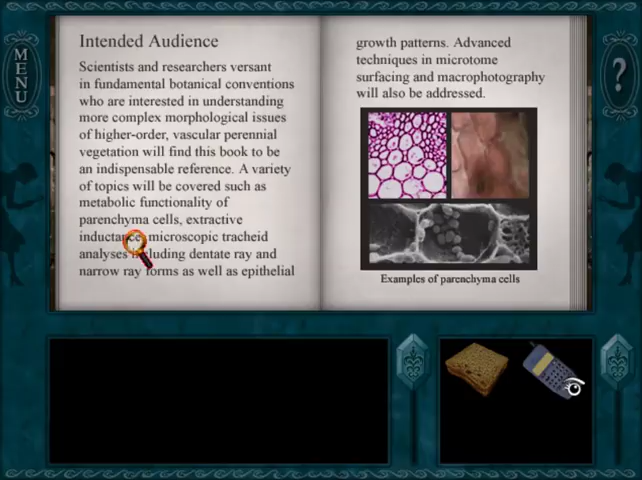 MENU
?
Intended Audience
Scientists and researchers versant
in fundamental botanical conventions
who are interested in understanding
more complex morphological issues
of higher-order, vascular perennial
vegetation will find this book to be
an indispensable reference. A variety
of topics will be covered such as
metabolic functionality of
parenchyma cells, extractive
inductance, microscopic tracheid
analyses including dentate ray and
narrow ray forms as well as epithelial
growth patterns. Advanced
techniques in microtome
surfacing and macrophotography
will also be addressed.
Examples of parenchyma cells